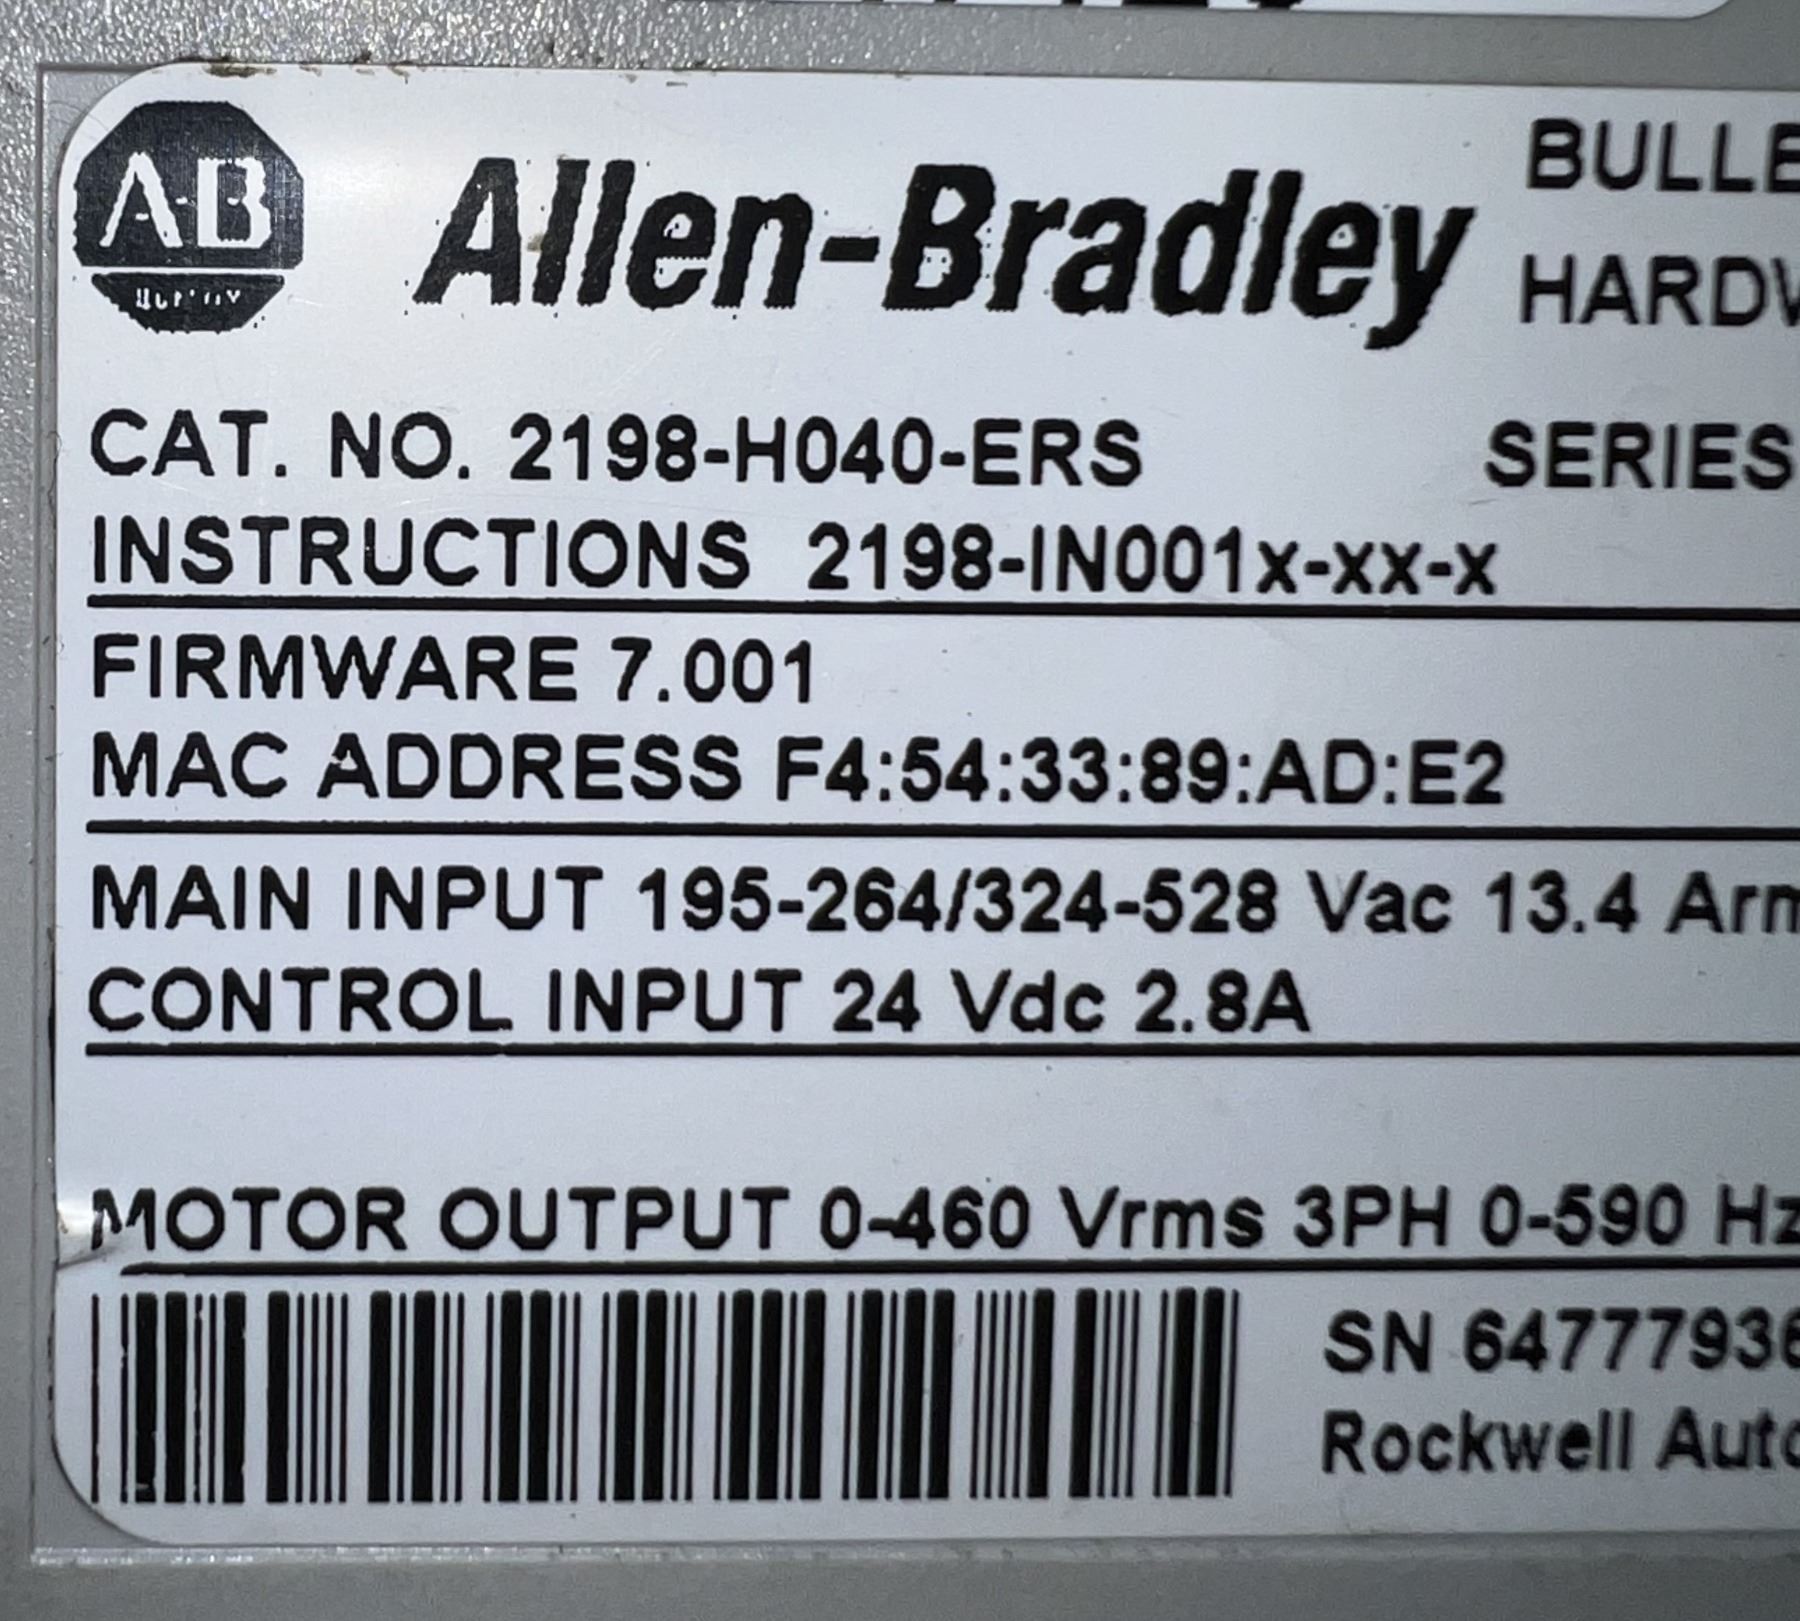 AB
Allen-Bradley
BULLE
HARDW
CAT. NO. 2198-H040-ERS SERIES
INSTRUCTIONS 2198-IN001x-xx-x
FIRMWARE 7.001
MAC ADDRESS F4:54:33:89:AD:E2
MAIN INPUT 195-264/324-528 Vac 13.4 Arm
CONTROL INPUT 24 Vdc 2.8A
MOTOR OUTPUT 0-460 Vrms 3PH 0-590 Hz
SN 64777936
Rockwell Auto